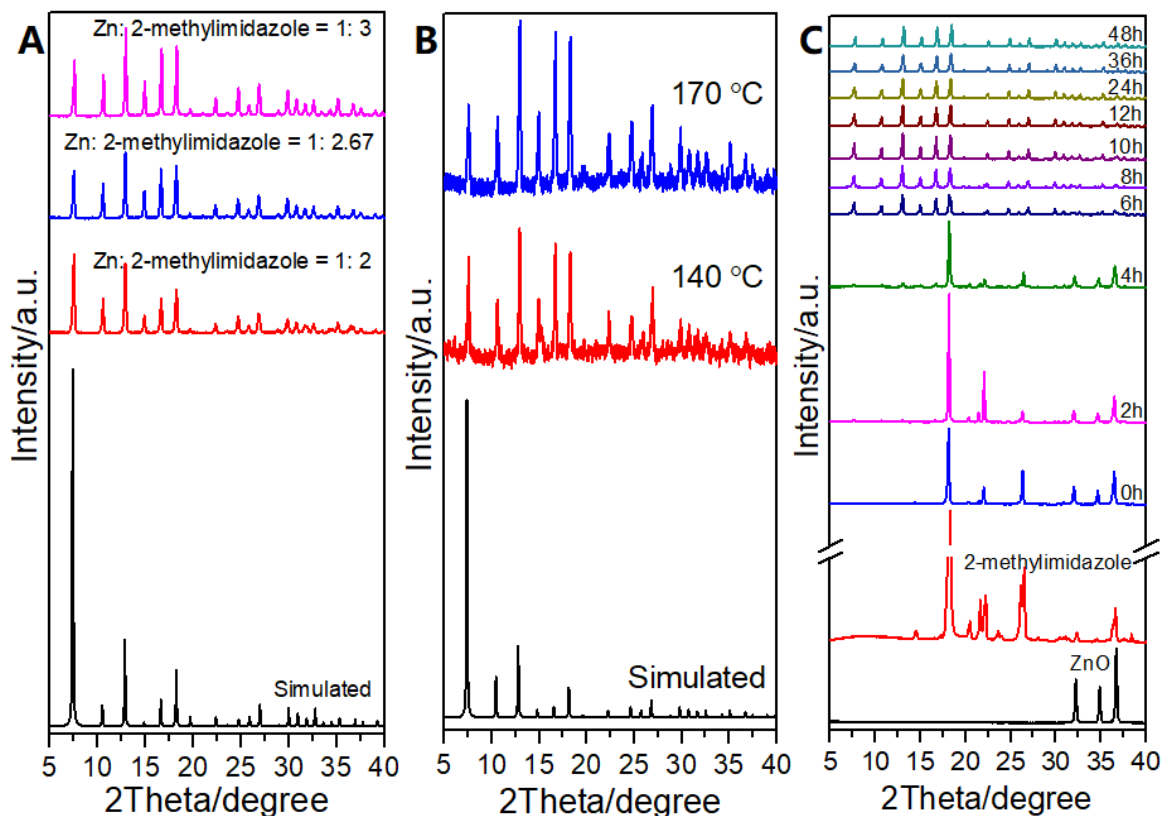 A
Zn: 2-methylimidazole = 1: 3
Zn: 2-methylimidazole = 1: 2.67
Zn: 2-methylimidazole = 1: 2
Simulated
Intensity/a.u.
5 10 15 20 25 30 35 40
2Theta/degree
B
170 °C
140 °C
Simulated
Intensity/a.u.
5 10 15 20 25 30 35 40
2Theta/degree
C
48h
36h
24h
12h
10h
8h
6h
4h
2h
0h
2-methylimidazole
ZnO
Intensity/a.u.
5 10 15 20 25 30 35 40
2Theta/degree